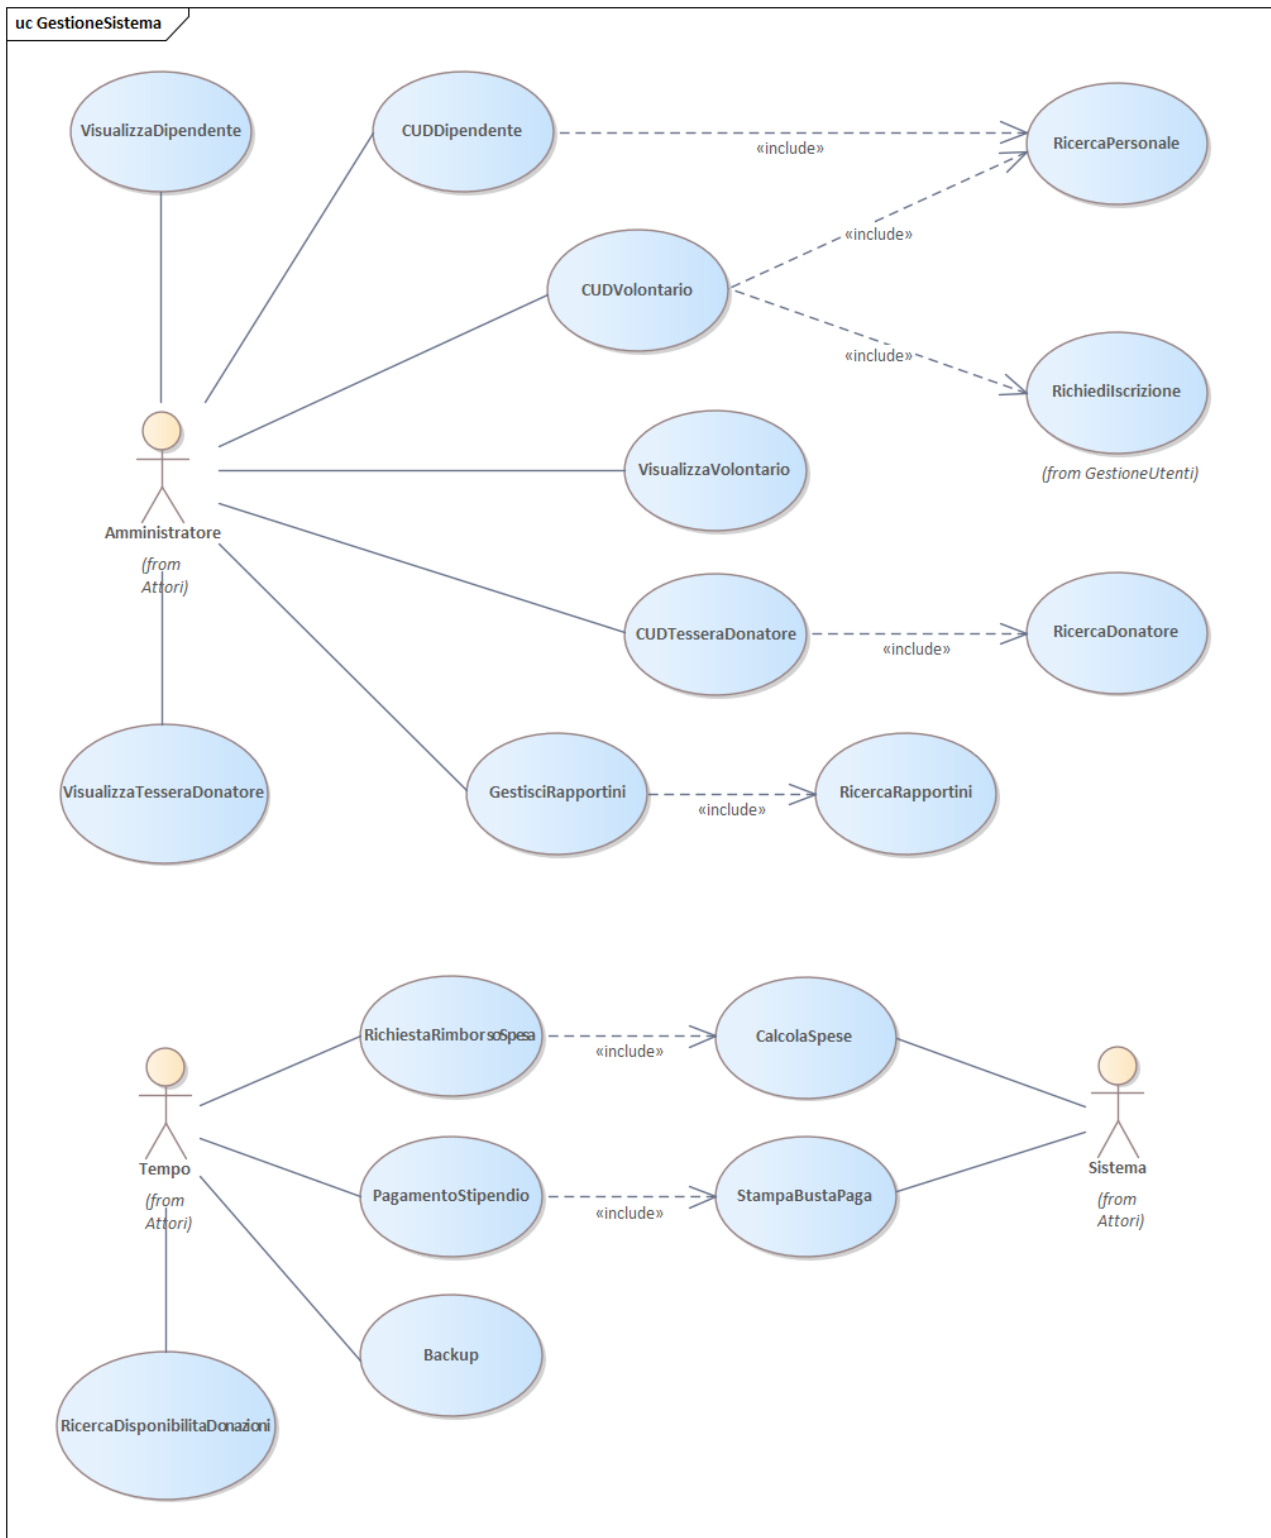 uc GestioneSistema
VisualizzaDipendente
CUDDipendente
«include»
RicercaPersonale
«include»
CUDVolontario
«include»
RichiediIscrizione
(from GestioneUtenti)
VisualizzaVolontario
Amministratore
(from
Attori)
CUDTesseraDonatore
«include»
RicercaDonatore
VisualizzaTesseraDonatore
GestisciRapportini
«include»
RicercaRapportini
RichiestaRimborsoSpesa
«include»
CalcolaSpese
Tempo
(from
Attori)
Sistema
(from
Attori)
PagamentoStipendio
«include»
StampaBustaPaga
Backup
RicercaDisponibilitaDonazioni